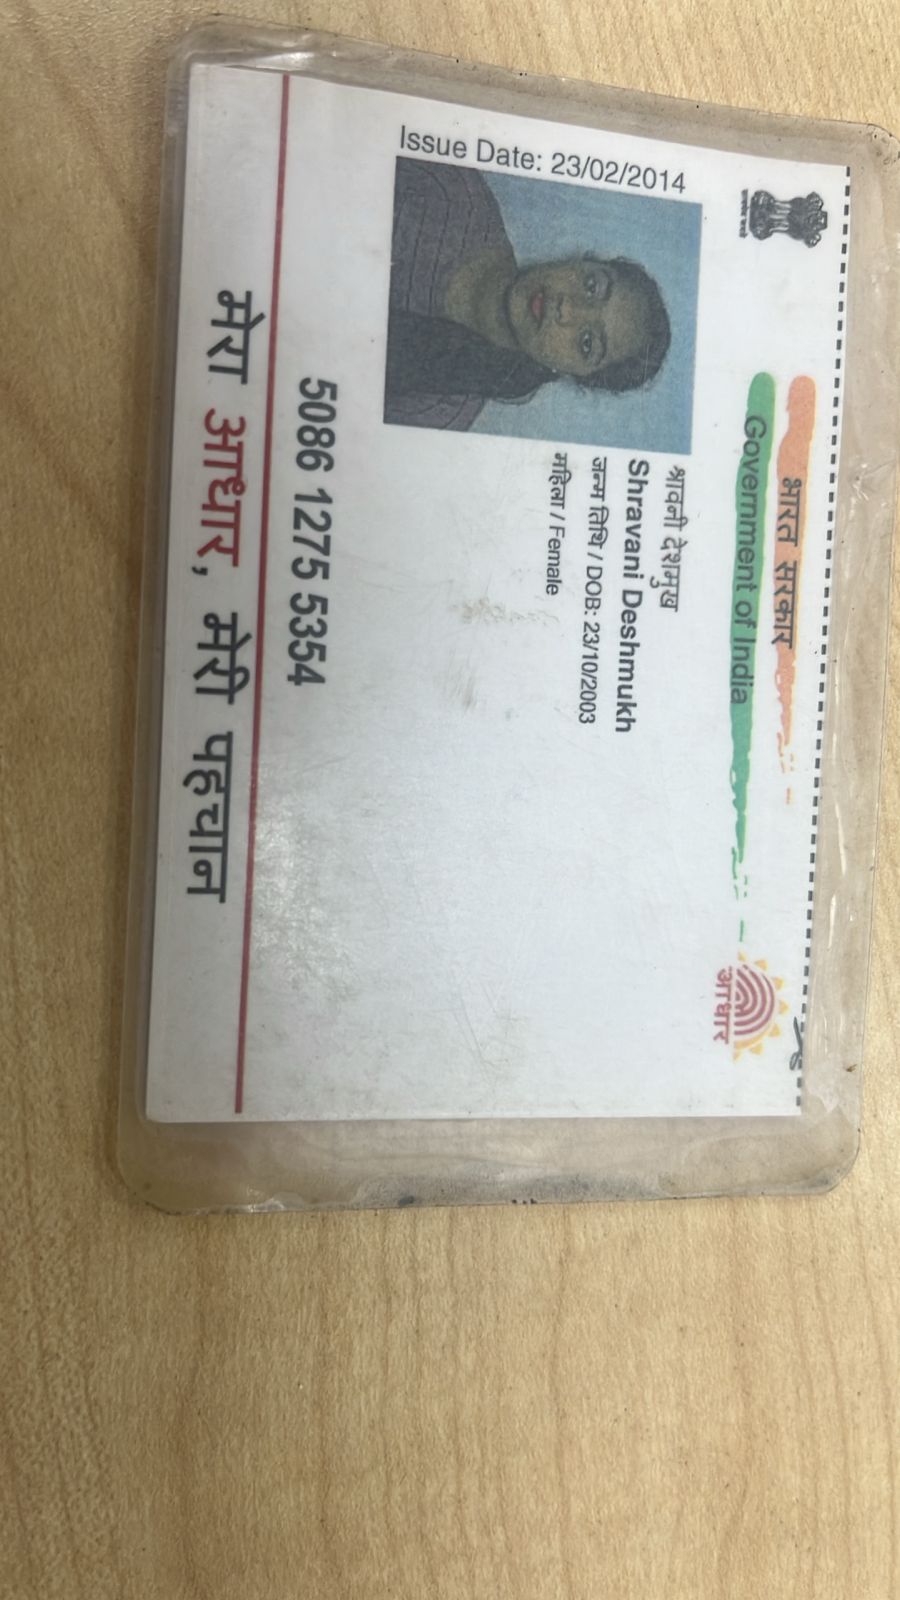 भारत सरकार
Government of India
आधार
Issue Date: 23/02/2014
श्रावनी देशमुख
Shravani Deshmukh
जन्म तिथि / DOB: 23/10/2003
महिला / Female
5086 1275 5354
मेरा आधार, मेरी पहचान